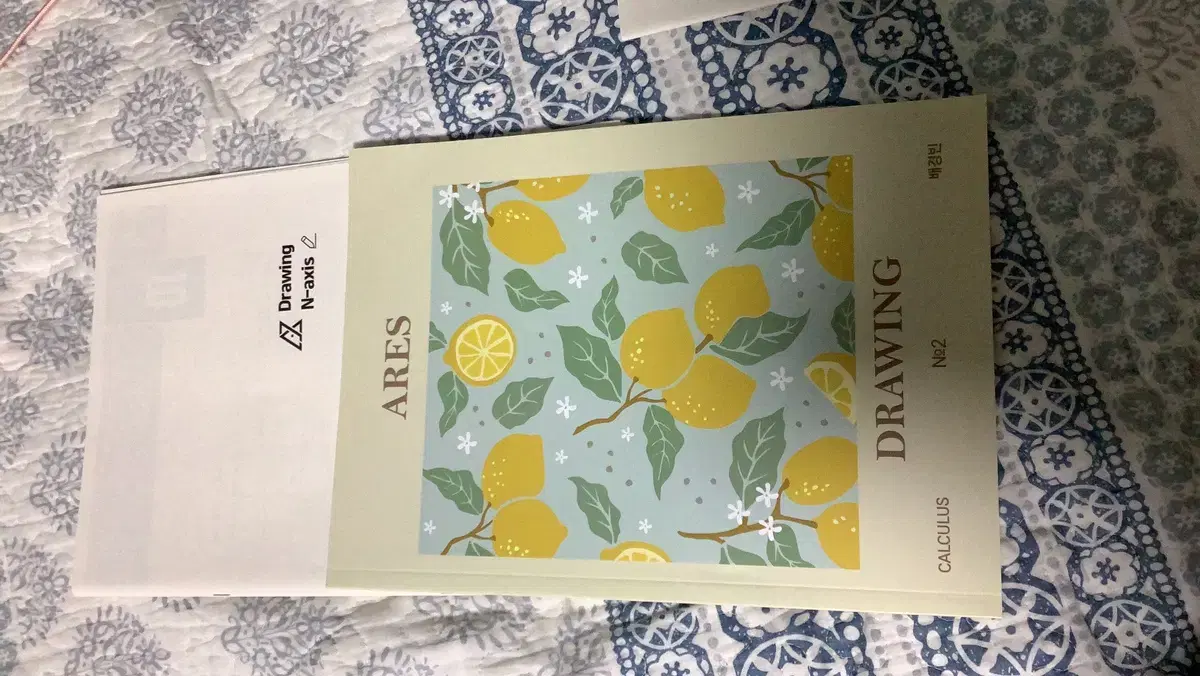 Drawing
N-axis
ARES
DRAWING
CALCULUS
№2
배경빈